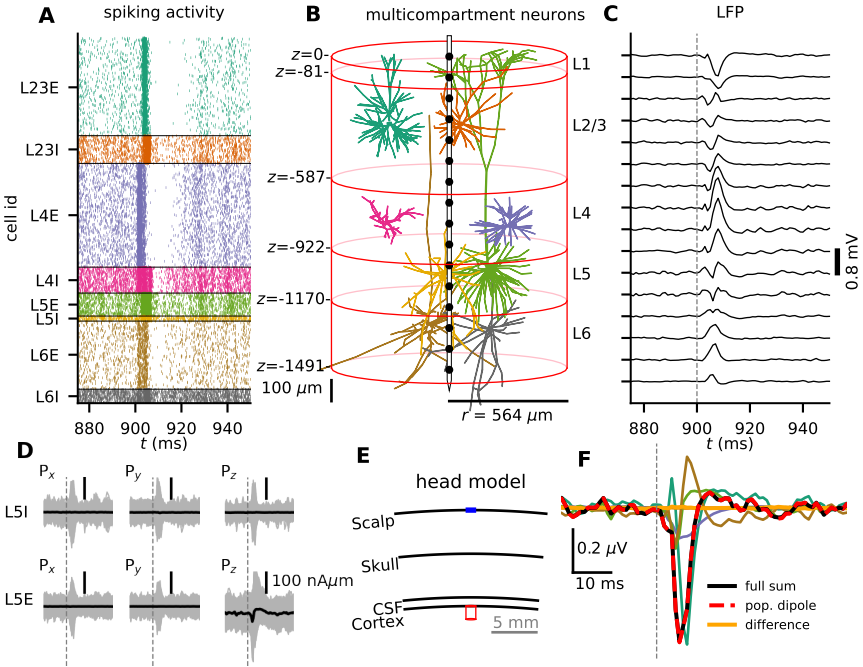 A
spiking activity
L23E
L23I
L4E
L4I
L5E
L5I
L6E
L6I
cell id
880
900
920
940
t (ms)
B
multicompartment neurons
z=0
z=-81
z=-587
z=-922
z=-1170
z=-1491
L1
L2/3
L4
L5
L6
100 μm
r = 564 μm
C
LFP
0.8 mV
880
900
920
940
t (ms)
D
Px
Py
Pz
L5I
Px
Py
Pz
100 nAμm
L5E
E
head model
Scalp
Skull
CSF
Cortex
5 mm
F
0.2 μV
10 ms
full sum
pop. dipole
difference